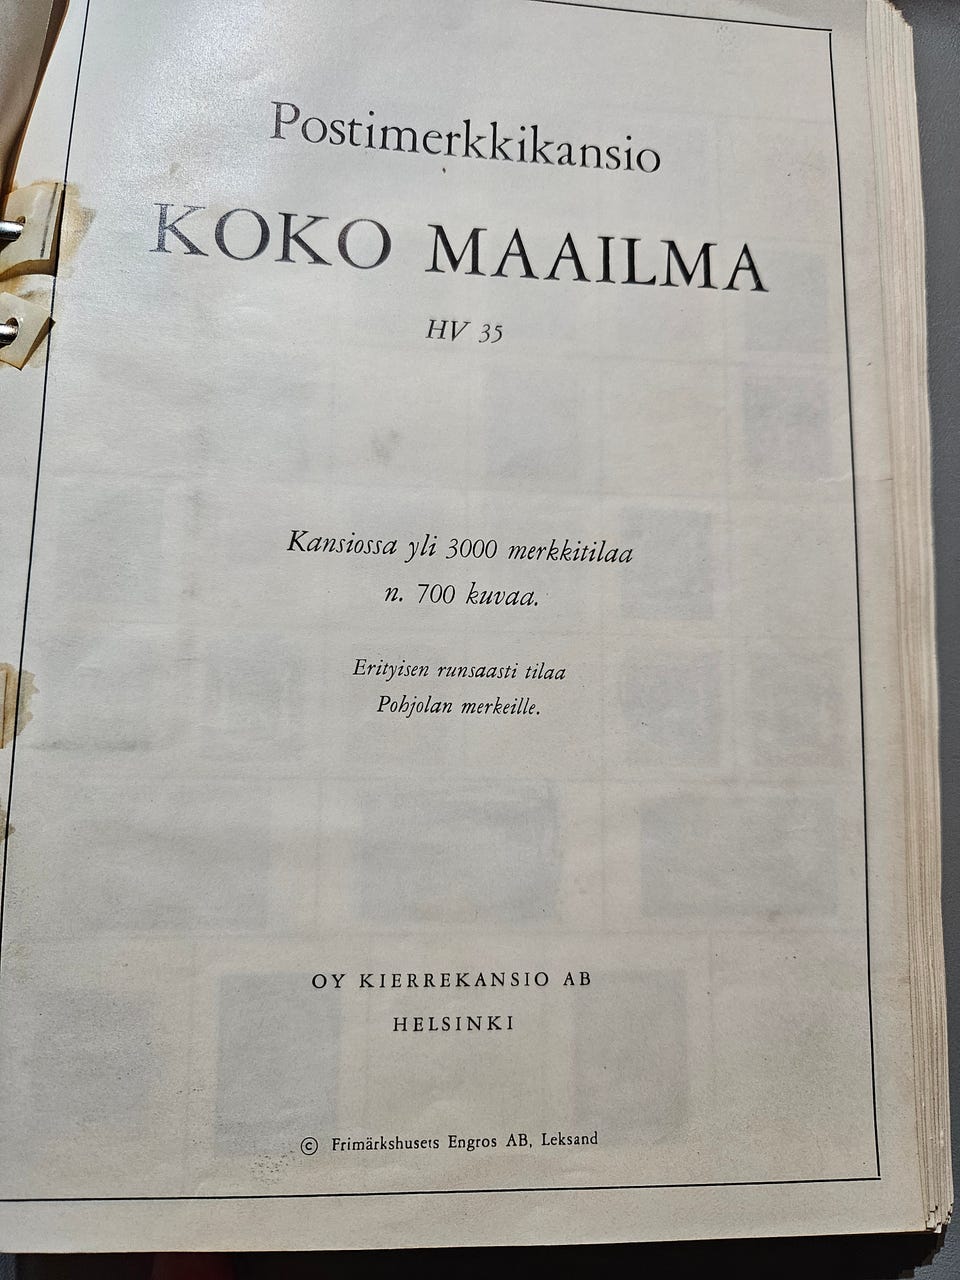 Postimerkkikansio
KOKO MAAILMA
HV 35
Kansiossa yli 3000 merkkitilaa
n. 700 kuvaa.
Erityisen runsaasti tilaa
Pohjolan merkeille.
OY KIERREKANSIO AB
HELSINKI
© Frimärkshusets Engros AB, Leksand